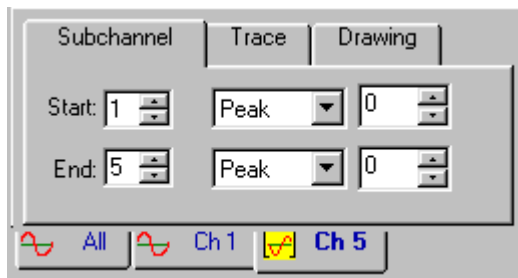 Subchannel Trace Drawing
Start: 1 Peak 0
End: 5 Peak 0
All Ch 1 Ch 5